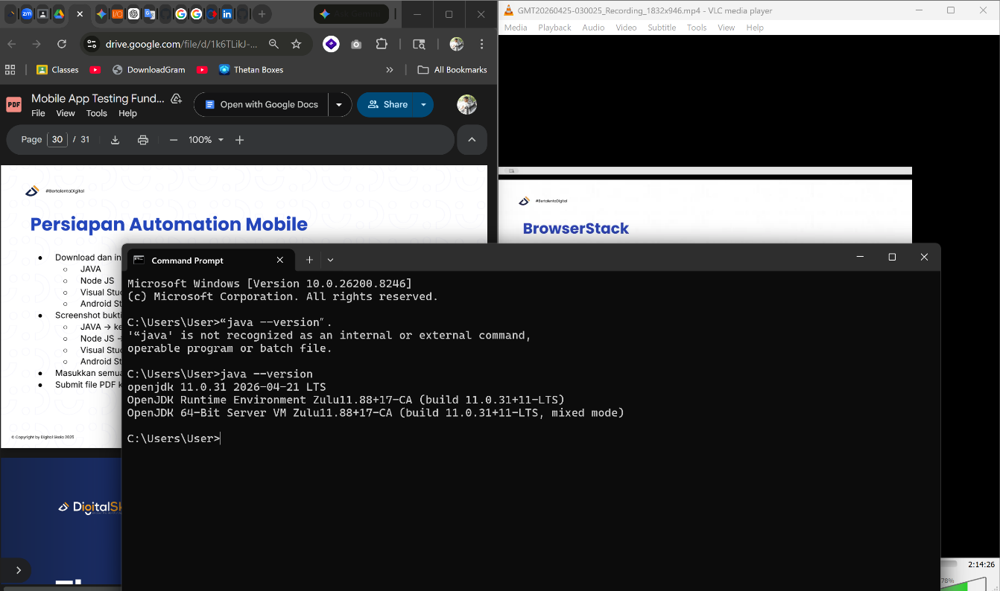 GMT20260425-030025_Recording_1832x946.mp4 - VLC media player
Media Playback Audio Video Subtitle Tools View Help
drive.google.com/file/d/1k6TLikJ-...
Classes DownloadGram Thetan Boxes » All Bookmarks
PDF Mobile App Testing Fund...
File View Tools Help
Open with Google Docs
Share
Page 30 / 31 100%
#BertalentaDigital
Persiapan Automation Mobile
Download dan in
JAVA
Node JS
Visual Stud
Android St
Screenshot bukti
JAVA → ke
Node JS
Visual Stud
Android St
Masukkan semua
Submit file PDF k
© Copyright by Digital Skola 2025
#BertalentaDigital
BrowserStack
Command Prompt
Microsoft Windows [Version 10.0.26200.8246]
(c) Microsoft Corporation. All rights reserved.
C:\Users\User>“java --version”.
'“java' is not recognized as an internal or external command,
operable program or batch file.
C:\Users\User>java --version
openjdk 11.0.31 2026-04-21 LTS
OpenJDK Runtime Environment Zulu11.88+17-CA (build 11.0.31+11-LTS)
OpenJDK 64-Bit Server VM Zulu11.88+17-CA (build 11.0.31+11-LTS, mixed mode)
C:\Users\User>
DigitalSk
2:14:26
78%